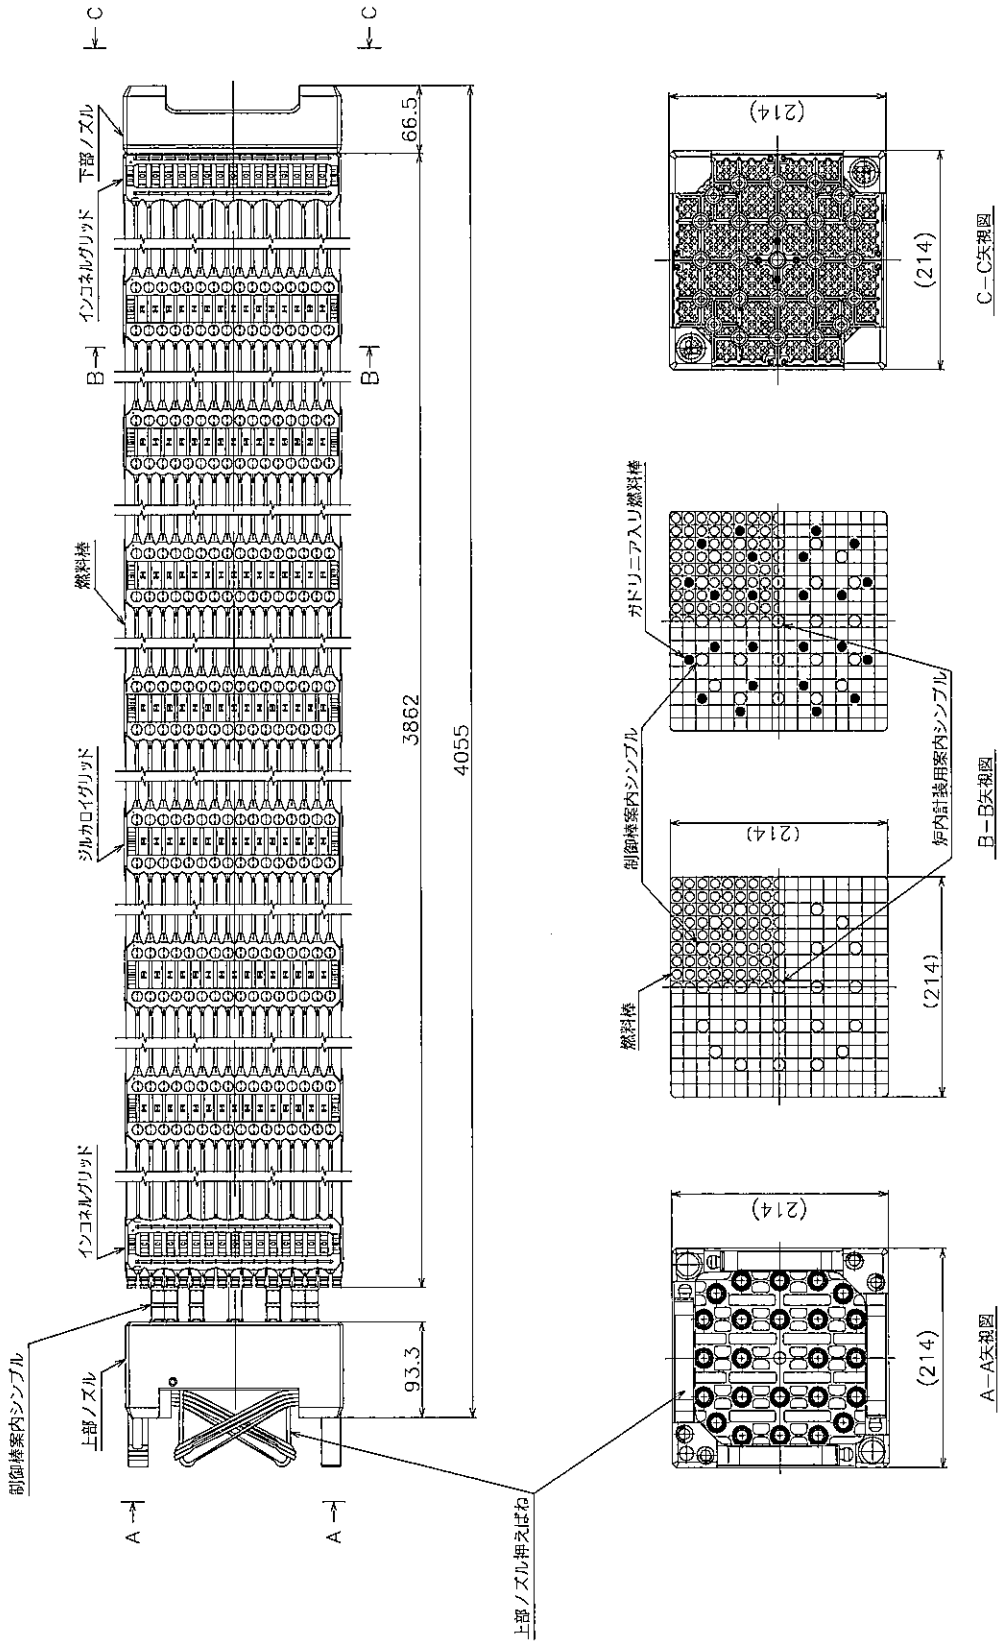 C
C
下部ノズル
インコネルグリッド
B
B
燃料棒
ジルカロイグリッド
インコネルグリッド
制御棒案内シンブル
上部ノズル
A
A
66.5
3862
4055
93.3
上部ノズル押えばね
(214)
(214)
C-C矢視図
ガドリニア入り燃料棒
制御棒案内シンブル
炉内計装用案内シンブル
燃料棒
(214)
(214)
B-B矢視図
(214)
(214)
A-A矢視図